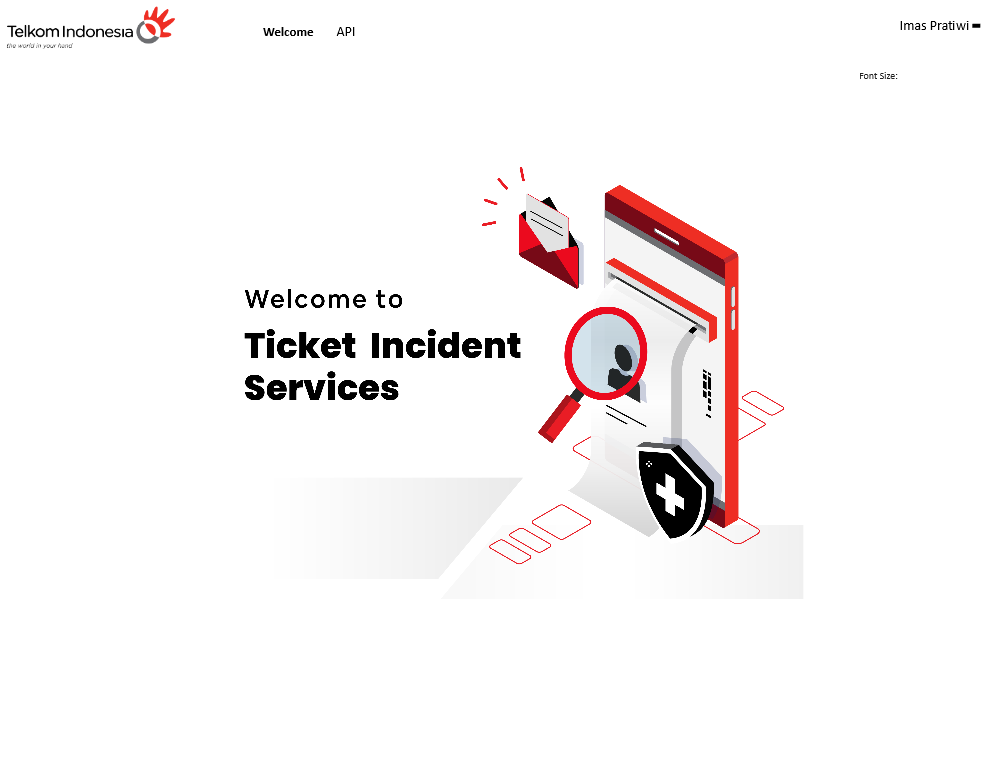 Telkom Indonesia
the world in your hand
Welcome
API
Imas Pratiwi
Font Size:
Welcome to
Ticket Incident
Services